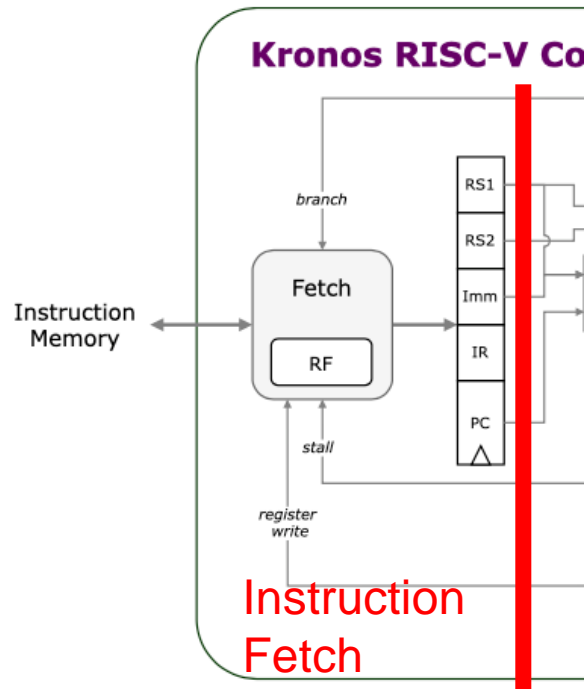 Kronos RISC-V Co
branch
RS1
RS2
Imm
IR
PC
Fetch
RF
Instruction
Memory
stall
register
write
Instruction
Fetch